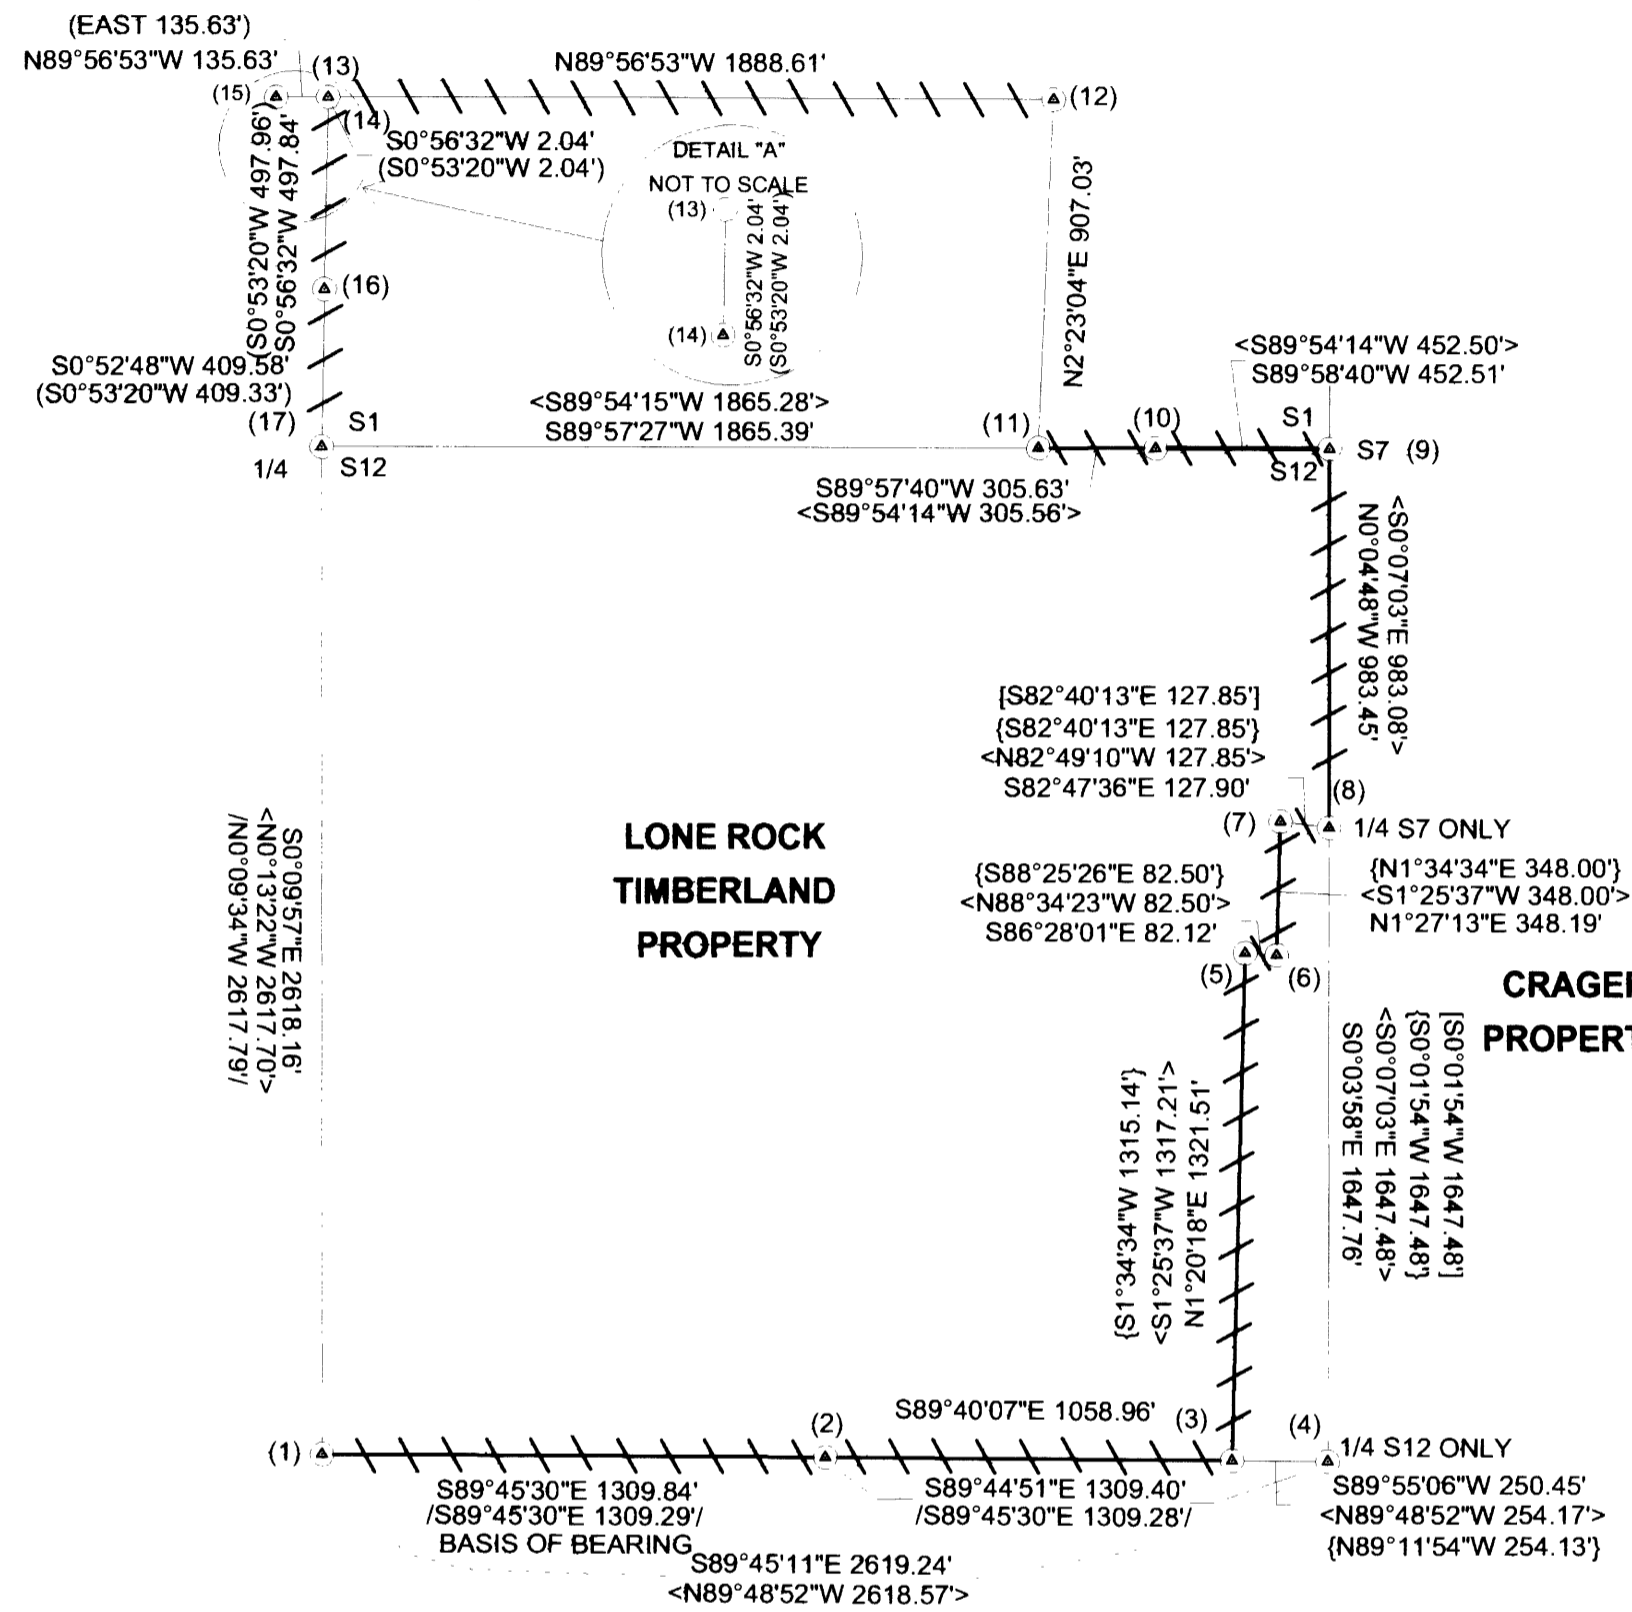 (EAST 135.63')
N89°56'53"W 135.63'
(13)
N89°56'53"W 1888.61'
(15)
(12)
(14)
S0°56'32"W 2.04'
(S0°53'20"W 2.04')
(S0°53'20"W 497.96')
S0°56'32"W 497.84'
DETAIL "A"
NOT TO SCALE
(13)
S0°56'32"W 2.04'
(S0°53'20"W 2.04')
(14)
N2°23'04"E 907.03'
(16)
S0°52'48"W 409.58'
(S0°53'20"W 409.33')
<S89°54'14"W 452.50'>
S89°58'40"W 452.51'
<S89°54'15"W 1865.28'>
S89°57'27"W 1865.39'
(17)
S1
1/4
S12
(11)
(10)
S1
S12
S7 (9)
S89°57'40"W 305.63'
<S89°54'14"W 305.56'>
<S0°07'03"E 983.08'>
N0°04'48"W 983.45'
[S82°40'13"E 127.85']
{S82°40'13"E 127.85'}
<N82°49'10"W 127.85'>
S82°47'36"E 127.90'
(8)
(7)
1/4 S7 ONLY
LONE ROCK
TIMBERLAND
PROPERTY
{N1°34'34"E 348.00'}
<S1°25'37"W 348.00'>
N1°27'13"E 348.19'
{S88°25'26"E 82.50'}
<N88°34'23"W 82.50'>
S86°28'01"E 82.12'
(5)
(6)
S0°09'57"E 2618.16'
<N0°13'22"W 2617.70'>
/N0°09'34"W 2617.79'/
PROPERT
[S0°01'54"W 1647.48']
{S0°01'54"W 1647.48'}
<S0°07'03"E 1647.48'>
S0°03'58"E 1647.76'
{S1°34'34"W 1315.14'}
<S1°25'37"W 1317.21'>
N1°20'18"E 1321.51'
S89°40'07"E 1058.96'
(1)
(2)
(3)
(4)
1/4 S12 ONLY
S89°45'30"E 1309.84'
/S89°45'30"E 1309.29'/
BASIS OF BEARING
S89°44'51"E 1309.40'
/S89°45'30"E 1309.28'/
S89°55'06"W 250.45'
<N89°48'52"W 254.17'>
{N89°11'54"W 254.13'}
S89°45'11"E 2619.24'
<N89°48'52"W 2618.57'>